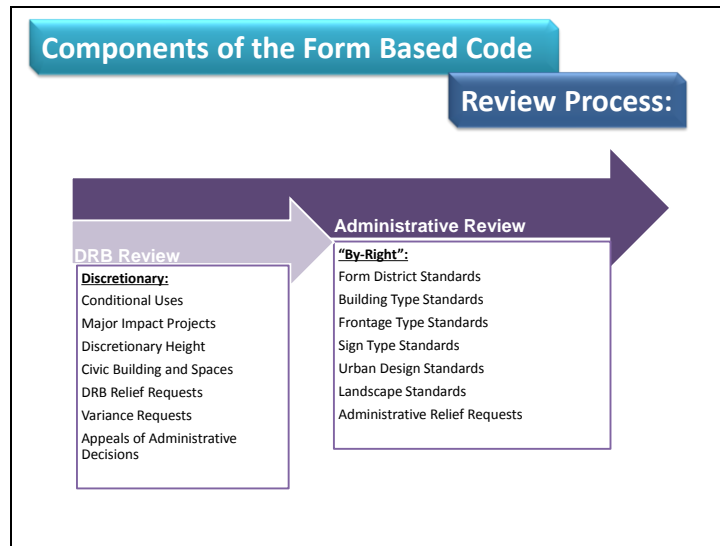 Components of the Form Based Code
Review Process:
DRB Review
Discretionary:
Conditional Uses
Major Impact Projects
Discretionary Height
Civic Building and Spaces
DRB Relief Requests
Variance Requests
Appeals of Administrative
Decisions
Administrative Review
"By-Right":
Form District Standards
Building Type Standards
Frontage Type Standards
Sign Type Standards
Urban Design Standards
Landscape Standards
Administrative Relief Requests